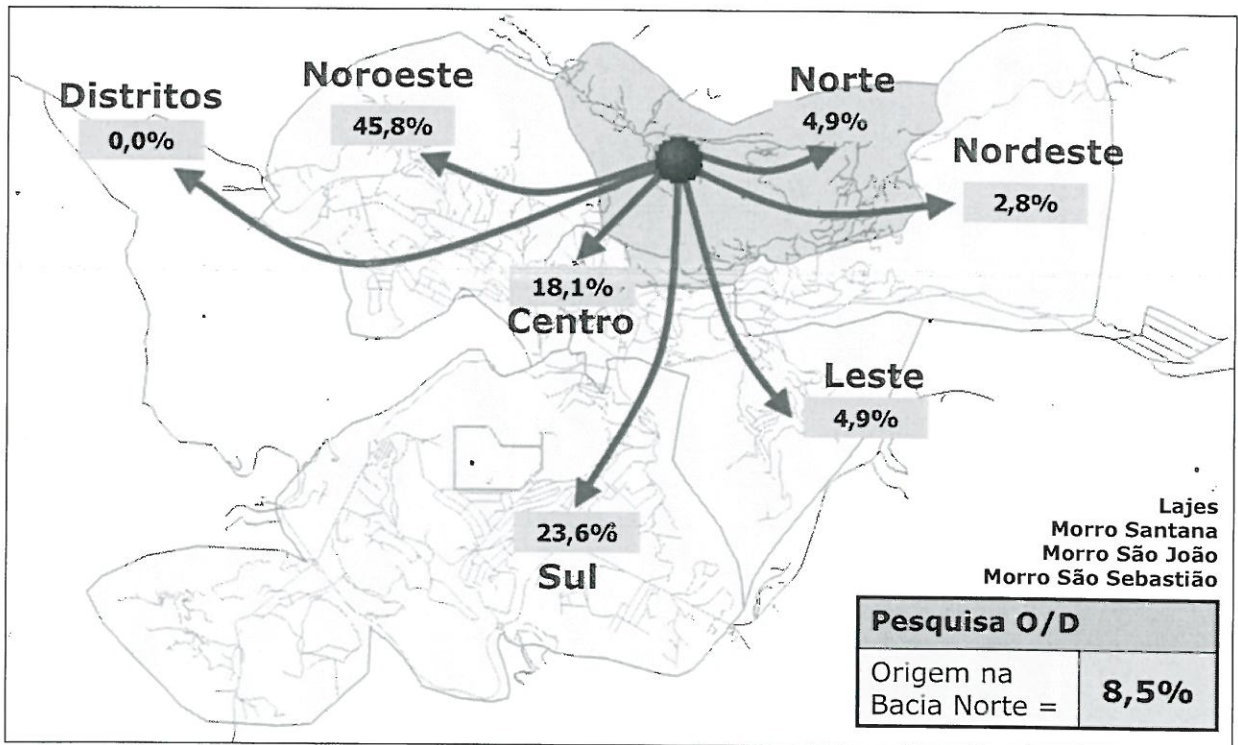 Noroeste
45,8%
Distritos
0,0%
Norte
4,9%
Nordeste
2,8%
18,1%
Centro
Leste
4,9%
23,6%
Sul
Lajes
Morro Santana
Morro São João
Morro São Sebastião
Pesquisa O/D
Origem na
Bacia Norte =
8,5%